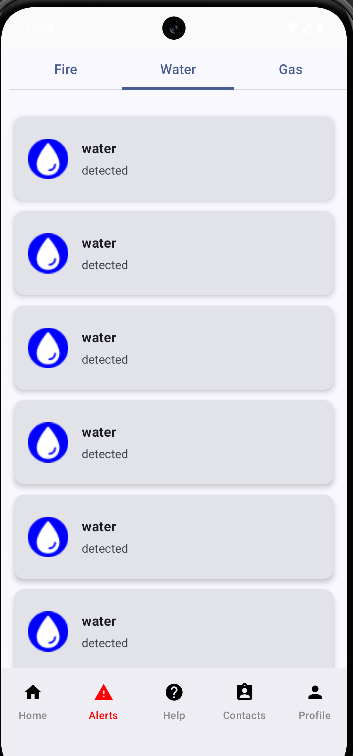 Fire
Water
Gas
water
detected
water
detected
water
detected
water
detected
water
detected
water
detected
Home
Alerts
Help
Contacts
Profile